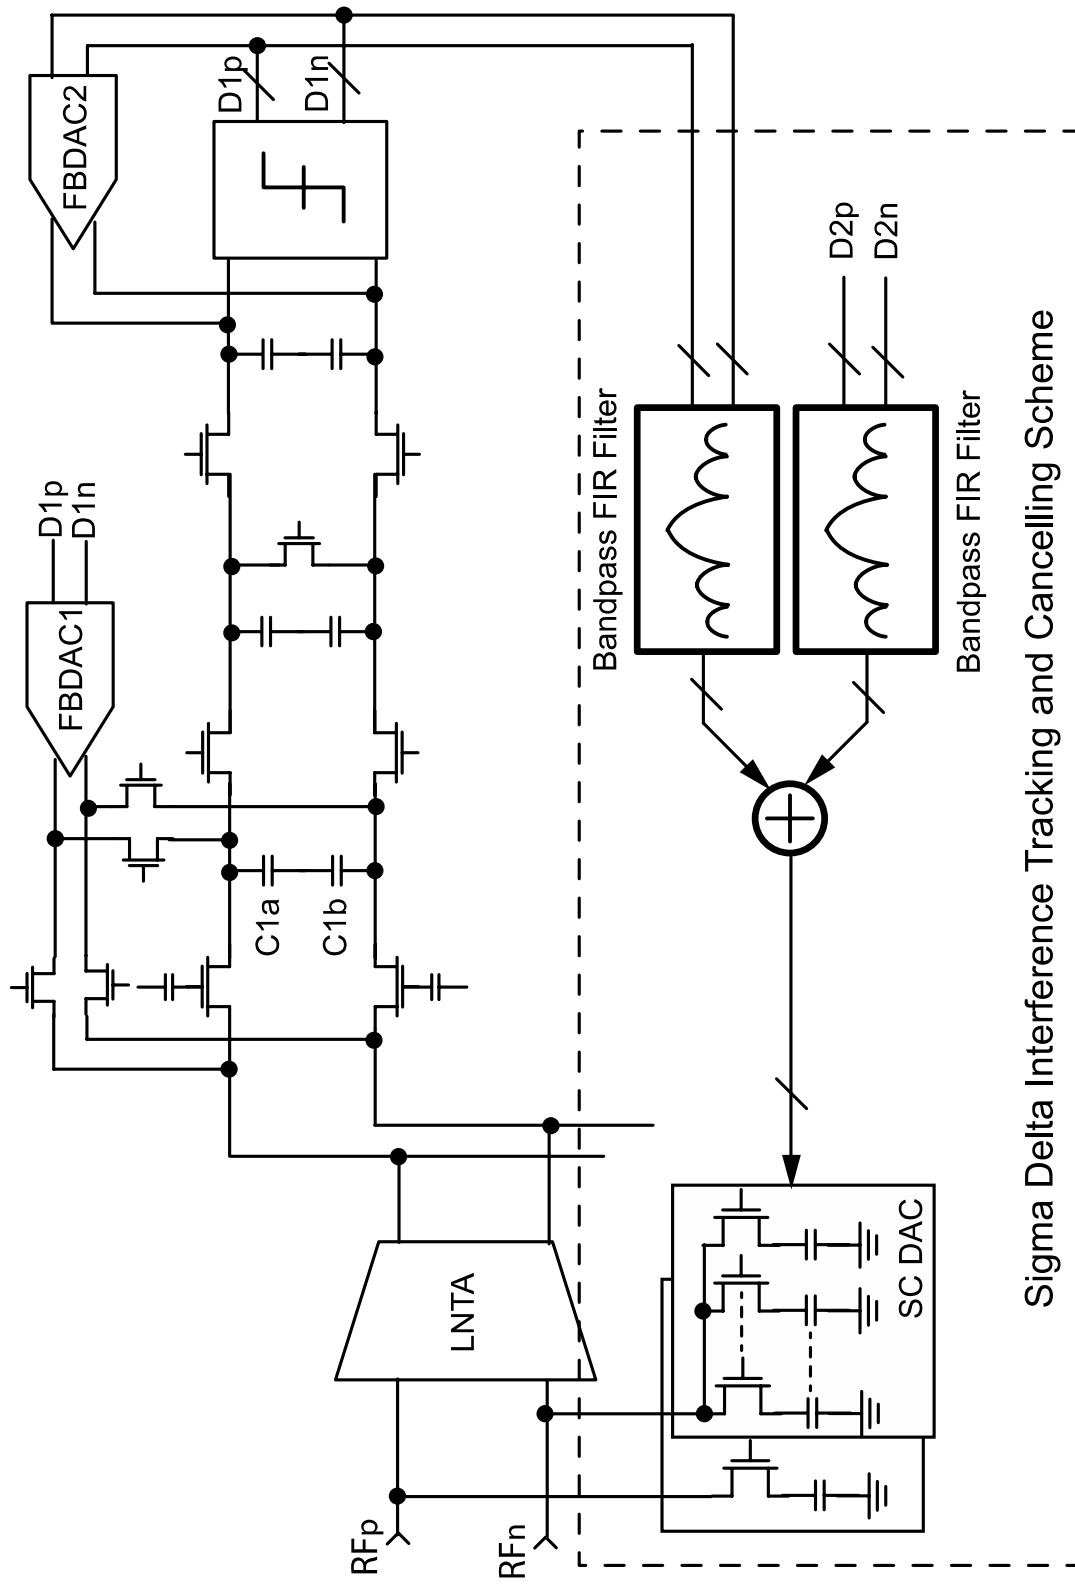 FBDAC2
D1p
D1n
D1p
D1n
FBDAC1
C1a
C1b
LNTA
RFp
RFn
Bandpass FIR Filter
D2p
D2n
Bandpass FIR Filter
SC DAC
Sigma Delta Interference Tracking and Cancelling Scheme